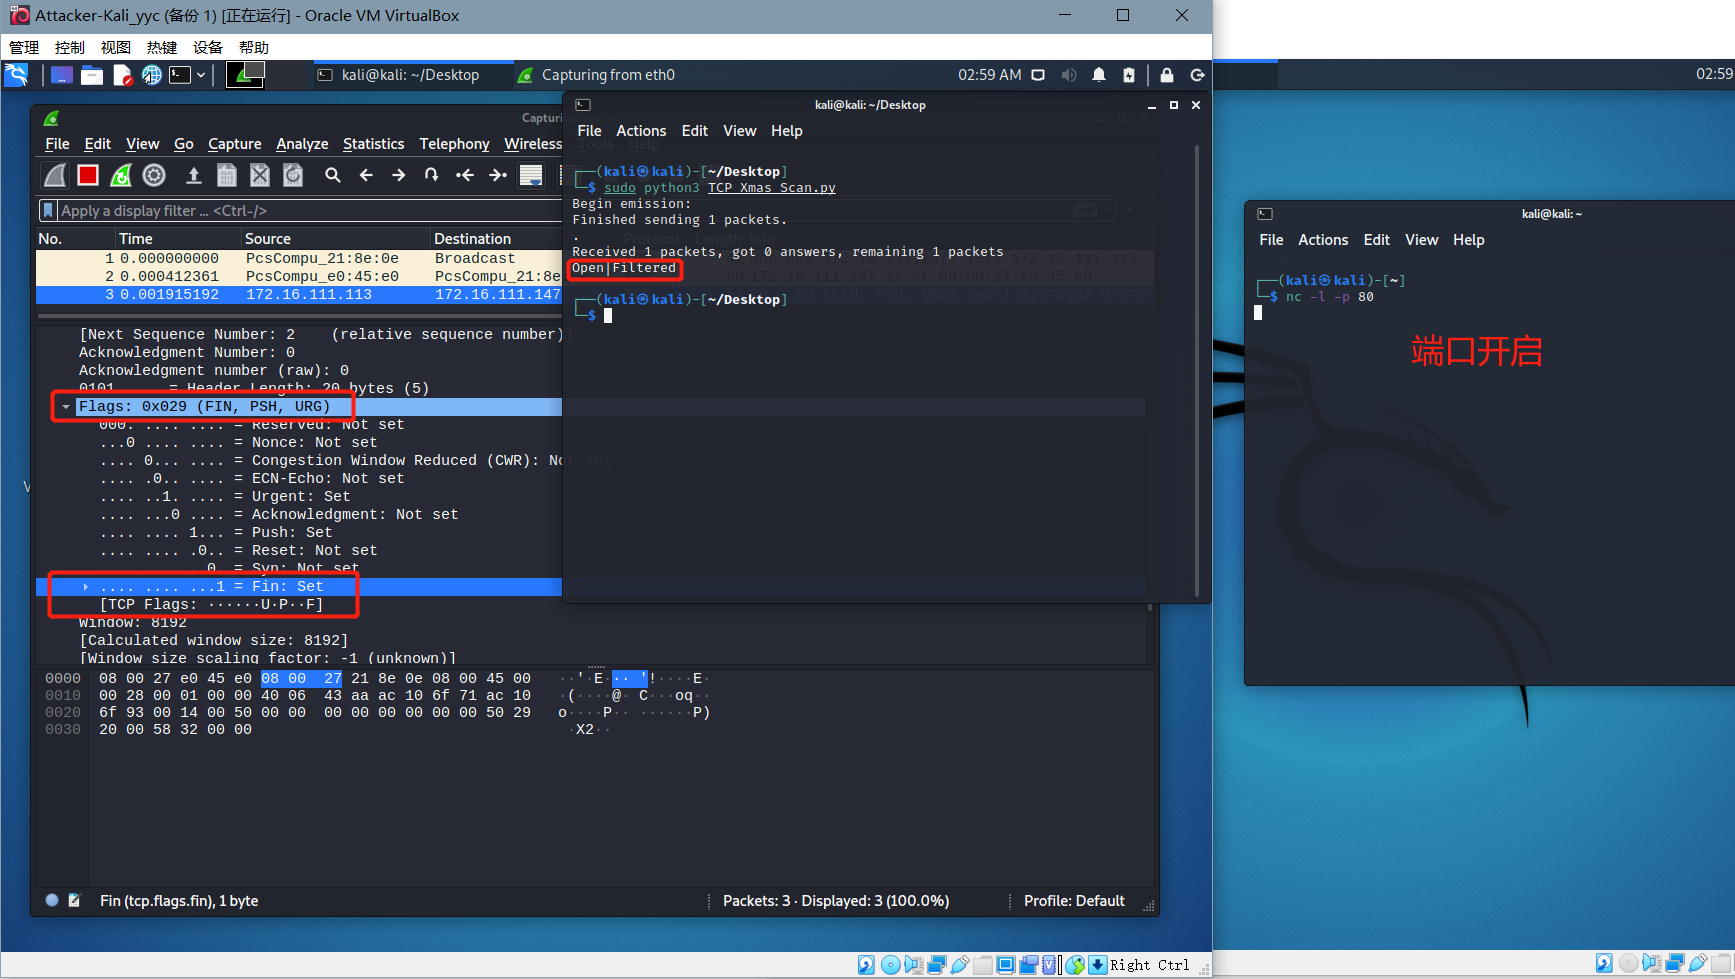 Attacker-Kali_yyc (备份 1) [正在运行] - Oracle VM VirtualBox
管理 控制 视图 热键 设备 帮助
kali@kali: ~/Desktop
Capturing from eth0
02:59 AM
02:59
kali@kali: ~/Desktop
File Actions Edit View Help
┌──(kali㉿kali)-[~/Desktop]
└─$ sudo python3 TCP_Xmas_Scan.py
Begin emission:
Finished sending 1 packets.
.
Received 1 packets, got 0 answers, remaining 1 packets
Open|Filtered
┌──(kali㉿kali)-[~/Desktop]
└─$
File Edit View Go Capture Analyze Statistics Telephony Wireless Tools Help
Apply a display filter ... <Ctrl-/>
No. Time Source Destination Protocol Length Info
1 0.000000000 PcsCompu_21:8e:0e Broadcast
2 0.000412361 PcsCompu_e0:45:e0 PcsCompu_21:8e
3 0.001915192 172.16.111.113 172.16.111.147
[Next Sequence Number: 2 (relative sequence number)]
Acknowledgment Number: 0
Acknowledgment number (raw): 0
0101 .... = Header Length: 20 bytes (5)
Flags: 0x029 (FIN, PSH, URG)
000. .... .... = Reserved: Not set
...0 .... .... = Nonce: Not set
.... 0... .... = Congestion Window Reduced (CWR): Not set
.... .0.. .... = ECN-Echo: Not set
.... ..1. .... = Urgent: Set
.... ...0 .... = Acknowledgment: Not set
.... .... 1... = Push: Set
.... .... .0.. = Reset: Not set
.... .... ..0. = Syn: Not set
.... .... ...1 = Fin: Set
[TCP Flags: ······U·P··F]
Window: 8192
[Calculated window size: 8192]
[Window size scaling factor: -1 (unknown)]
0000 08 00 27 e0 45 e0 08 00 27 21 8e 0e 08 00 45 00 ··'·E···'!····E·
0010 00 28 00 01 00 00 40 06 43 aa ac 10 6f 71 ac 10 ·(····@·C···oq··
0020 6f 93 00 14 00 50 00 00 00 00 00 00 00 00 50 29 o····P········P)
0030 20 00 58 32 00 00 ·X2··
Fin (tcp.flags.fin), 1 byte
Packets: 3 · Displayed: 3 (100.0%)
Profile: Default
Right Ctrl
kali@kali: ~
File Actions Edit View Help
┌──(kali㉿kali)-[~]
└─$ nc -l -p 80
端口开启